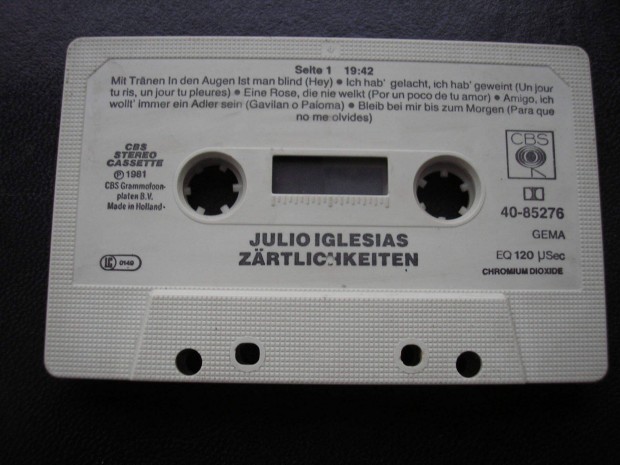 Seite 1 19:42
Mit Tränen In den Augen Ist man blind (Hey) ● Ich hab' gelacht, ich hab' geweint (Un jour
tu ris, un jour tu pleures) ● Eine Rose, die nie welkt (Por un poco de tu amor) ● Amigo, ich
wollt' immer ein Adler sein (Gavilan o Paloma) ● Bleib bei mir bis zum Morgen (Para que
no me olvides)
CBS
STEREO
CASSETTE
℗ 1981
CBS Grammofoon-
platen B.V.
Made in Holland•
CBS
40-85276
GEMA
EQ 120 µSec
CHROMIUM DIOXIDE
JULIO IGLESIAS
ZÄRTLICHKEITEN
0149